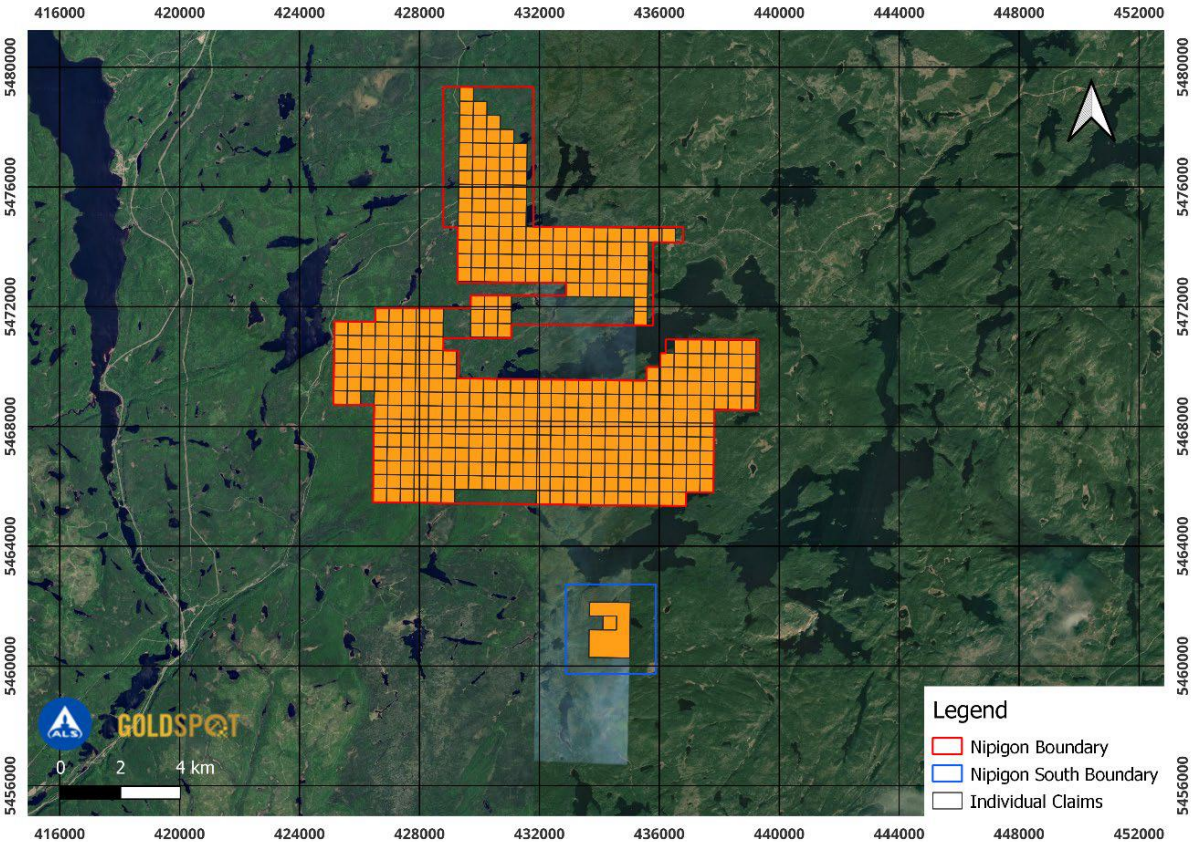 416000 420000 424000 428000 432000 436000 440000 444000 448000 452000
5480000 5480000
5476000 5476000
5472000 5472000
5468000 5468000
5464000 5464000
5460000 5460000
5456000 5456000
ALS GOLDSPOT
0 2 4 km
Legend
Nipigon Boundary
Nipigon South Boundary
Individual Claims
416000 420000 424000 428000 432000 436000 440000 444000 448000 452000